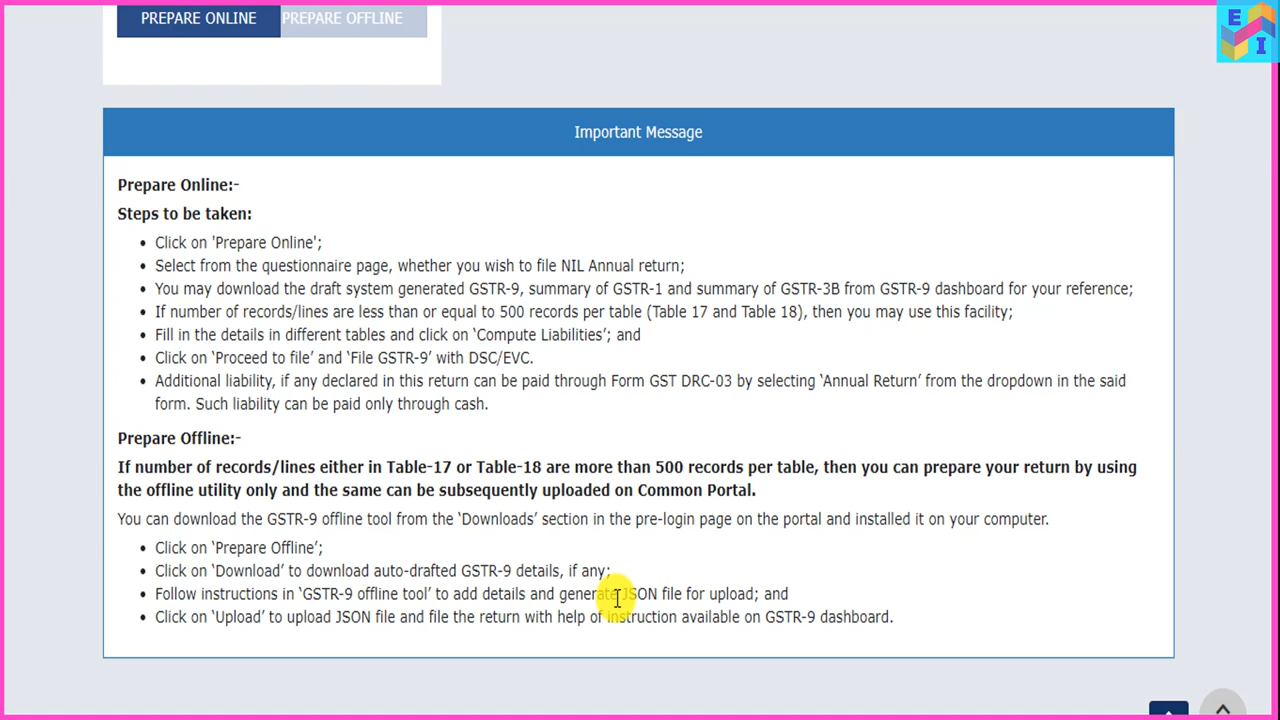 PREPARE ONLINE PREPARE OFFLINE
E
I
Important Message
Prepare Online:-
Steps to be taken:
• Click on 'Prepare Online';
• Select from the questionnaire page, whether you wish to file NIL Annual return;
• You may download the draft system generated GSTR-9, summary of GSTR-1 and summary of GSTR-3B from GSTR-9 dashboard for your reference;
• If number of records/lines are less than or equal to 500 records per table (Table 17 and Table 18), then you may use this facility;
• Fill in the details in different tables and click on ‘Compute Liabilities’; and
• Click on ‘Proceed to file’ and ‘File GSTR-9’ with DSC/EVC.
• Additional liability, if any declared in this return can be paid through Form GST DRC-03 by selecting ‘Annual Return’ from the dropdown in the said
form. Such liability can be paid only through cash.
Prepare Offline:-
If number of records/lines either in Table-17 or Table-18 are more than 500 records per table, then you can prepare your return by using
the offline utility only and the same can be subsequently uploaded on Common Portal.
You can download the GSTR-9 offline tool from the ‘Downloads’ section in the pre-login page on the portal and installed it on your computer.
• Click on ‘Prepare Offline’;
• Click on ‘Download’ to download auto-drafted GSTR-9 details, if any;
• Follow instructions in ‘GSTR-9 offline tool’ to add details and generate JSON file for upload; and
• Click on ‘Upload’ to upload JSON file and file the return with help of instruction available on GSTR-9 dashboard.